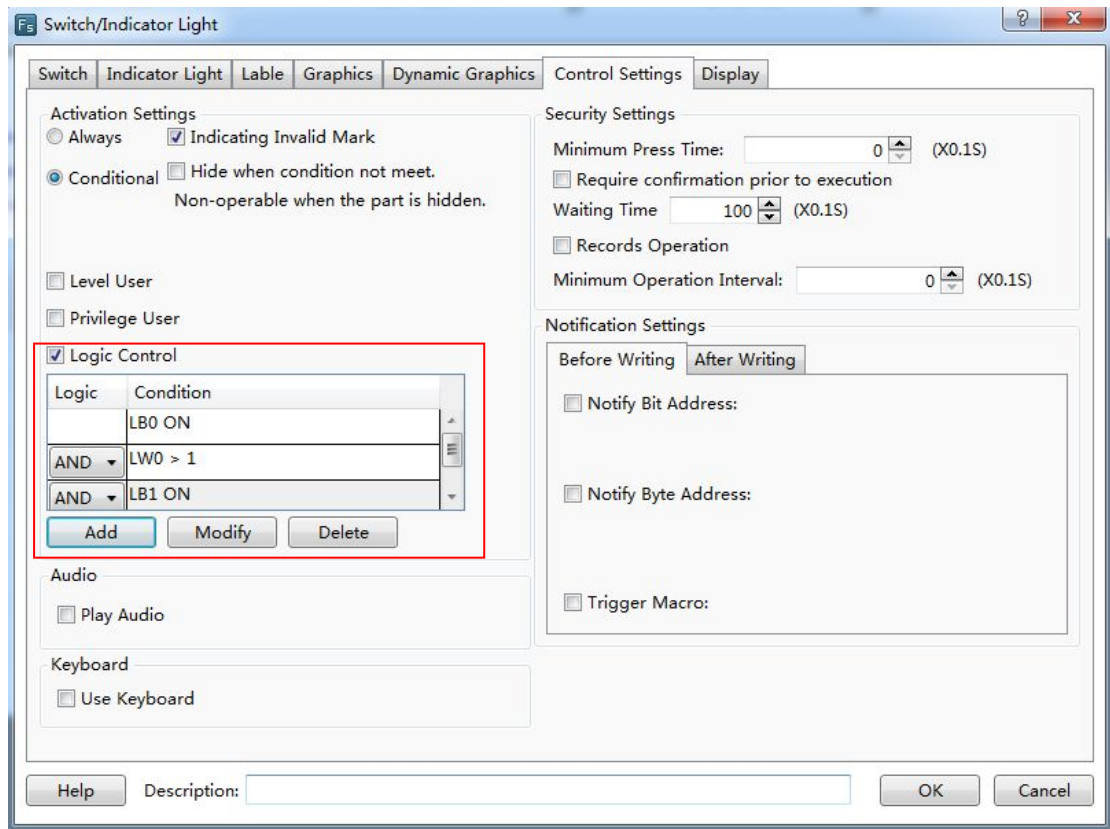 Fs Switch/Indicator Light
Switch Indicator Light Lable Graphics Dynamic Graphics Control Settings Display
Activation Settings
Always Indicating Invalid Mark
Conditional Hide when condition not meet.
Non-operable when the part is hidden.
Level User
Privilege User
Logic Control
Logic Condition
LB0 ON
AND LW0 > 1
AND LB1 ON
Add Modify Delete
Audio
Play Audio
Keyboard
Use Keyboard
Security Settings
Minimum Press Time: 0 (X0.1S)
Require confirmation prior to execution
Waiting Time 100 (X0.1S)
Records Operation
Minimum Operation Interval: 0 (X0.1S)
Notification Settings
Before Writing After Writing
Notify Bit Address:
Notify Byte Address:
Trigger Macro:
Help Description: OK Cancel